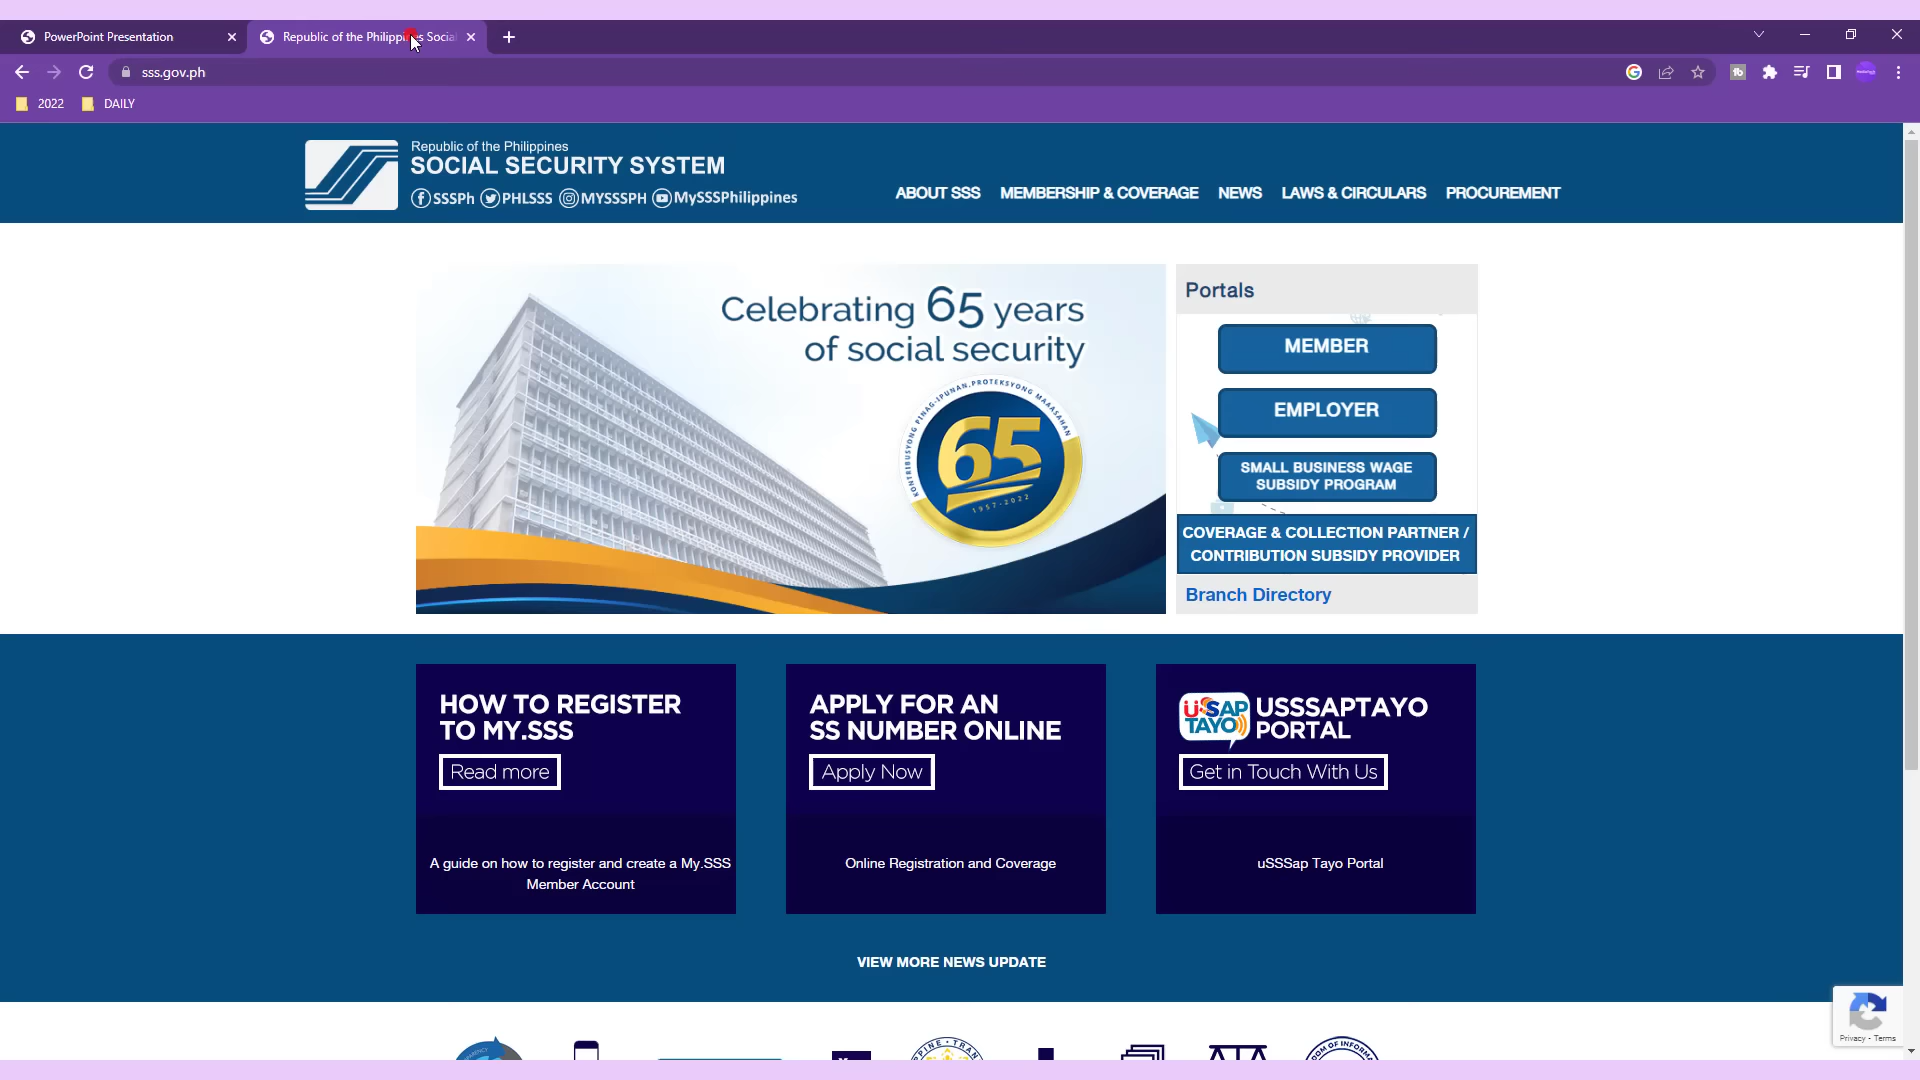 PowerPoint Presentation
Republic of the Philippines Social
sss.gov.ph
2022
DAILY
Republic of the Philippines
SOCIAL SECURITY SYSTEM
SSSPh PHLSSS MYSSSPH MySSSPhilippines
ABOUT SSS MEMBERSHIP & COVERAGE NEWS LAWS & CIRCULARS PROCUREMENT
Celebrating 65 years
of social security
KONTRIBUSYONG PINAG-IPUNAN, PROTEKSYONG MAAASAHAN
65
1957-2022
Portals
MEMBER
EMPLOYER
SMALL BUSINESS WAGE
SUBSIDY PROGRAM
COVERAGE & COLLECTION PARTNER /
CONTRIBUTION SUBSIDY PROVIDER
Branch Directory
HOW TO REGISTER
TO MY.SSS
Read more
A guide on how to register and create a My.SSS
Member Account
APPLY FOR AN
SS NUMBER ONLINE
Apply Now
Online Registration and Coverage
USSSAP
TAYO
USSSAPTAYO
PORTAL
Get in Touch With Us
uSSSap Tayo Portal
VIEW MORE NEWS UPDATE
Privacy - Terms